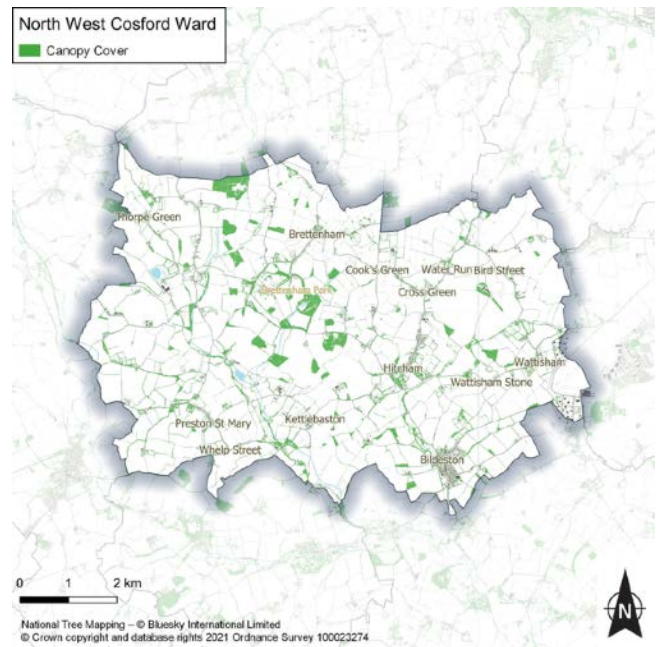 North West Cosford Ward
Canopy Cover
Thorpe Green
Brettenham
Cook's Green
Water Run
Bird Street
Brettenham Park
Cross Green
Hitcham
Wattisham
Wattisham Stone
Preston St Mary
Kettlebaston
Whelp Street
Bildeston
0 1 2 km
N
National Tree Mapping – © Bluesky International Limited
© Crown copyright and database rights 2021 Ordnance Survey 100023274